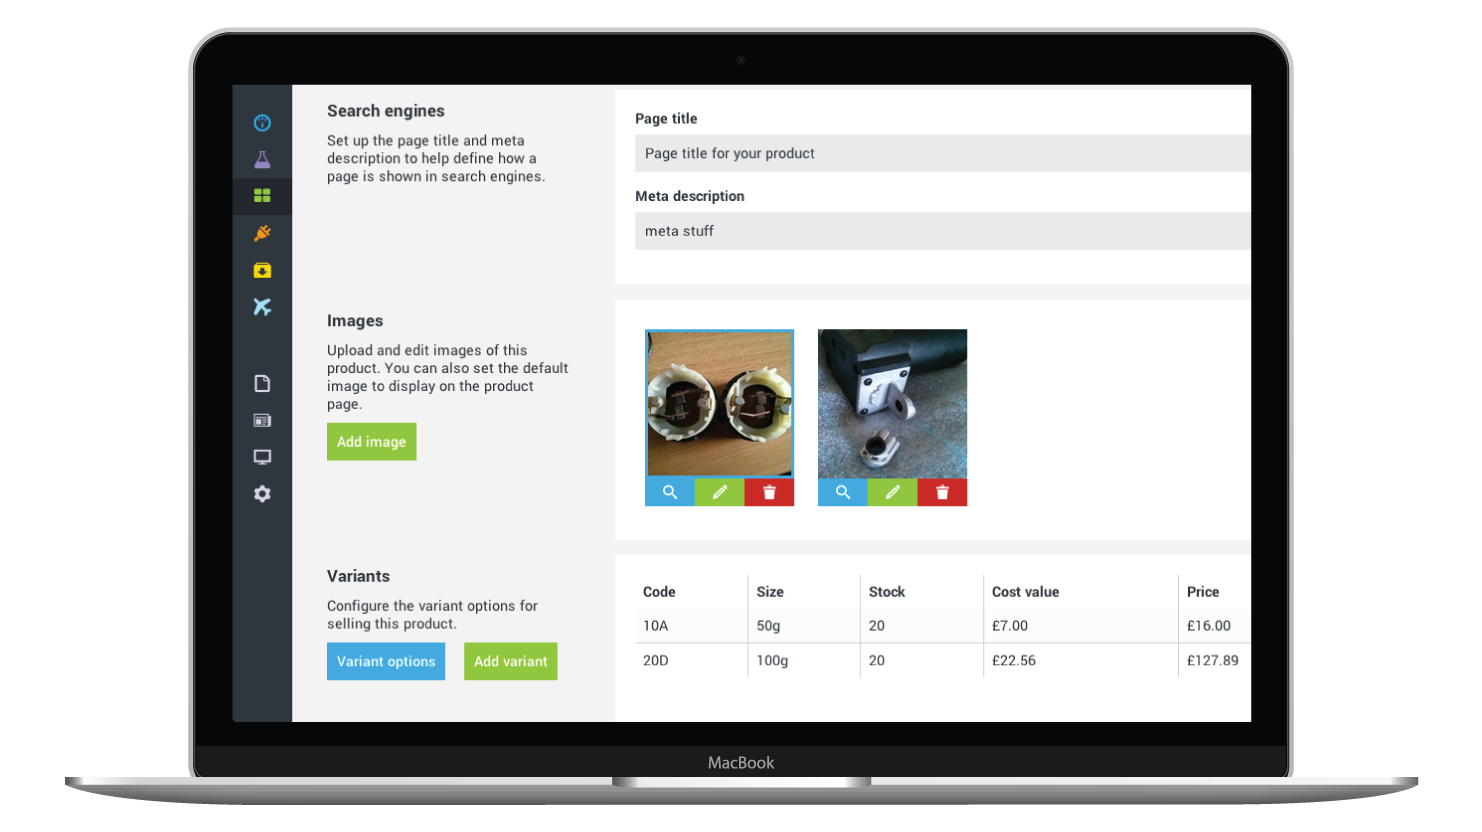 Search engines
Set up the page title and meta
description to help define how a
page is shown in search engines.
Page title
Page title for your product
Meta description
meta stuff
Images
Upload and edit images of this
product. You can also set the default
image to display on the product
page.
Add image
Variants
Configure the variant options for
selling this product.
Variant options Add variant
Code Size Stock Cost value Price
10A 50g 20 £7.00 £16.00
20D 100g 20 £22.56 £127.89
MacBook